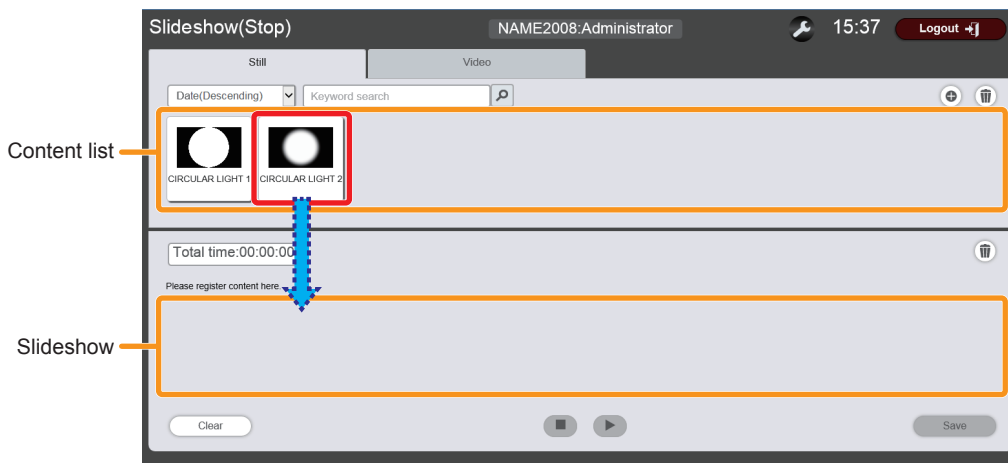 Slideshow(Stop) NAME2008:Administrator 15:37 Logout
Still Video
Date(Descending) Keyword search
Content list
CIRCULAR LIGHT 1 CIRCULAR LIGHT 2
Total time:00:00:00
Please register content here.
Slideshow
Clear Save